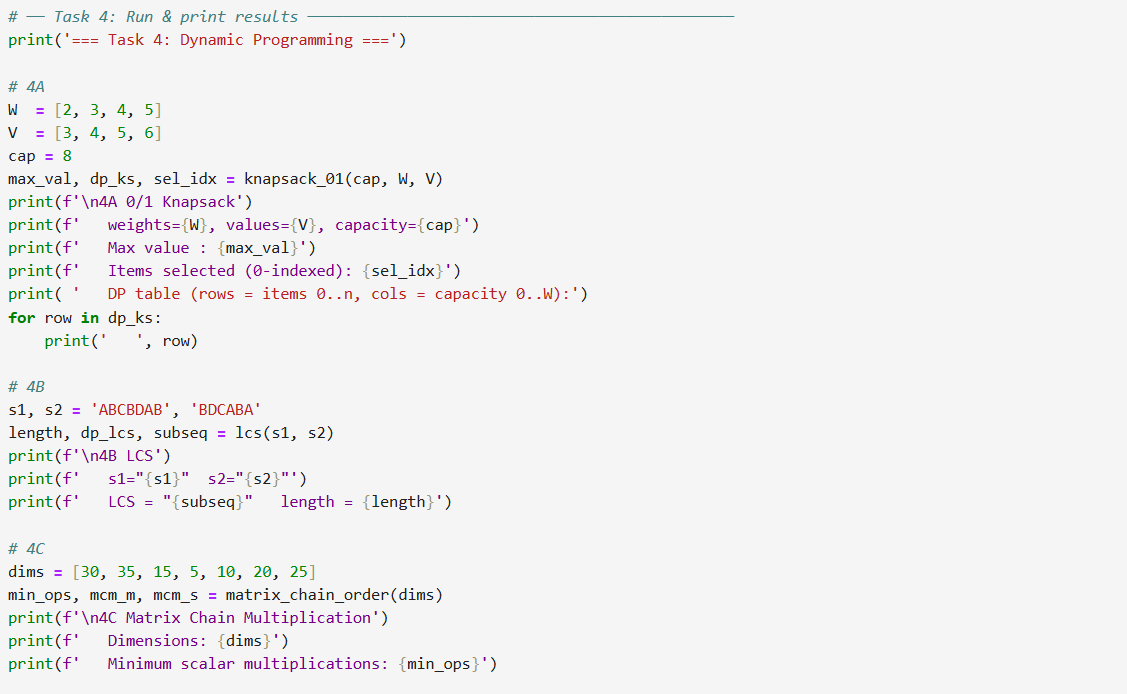 # ── Task 4: Run & print results ───────────────────────────────────────────────
print('=== Task 4: Dynamic Programming ===')
# 4A
W  = [2, 3, 4, 5]
V  = [3, 4, 5, 6]
cap = 8
max_val, dp_ks, sel_idx = knapsack_01(cap, W, V)
print(f'\n4A 0/1 Knapsack')
print(f'   weights={W}, values={V}, capacity={cap}')
print(f'   Max value : {max_val}')
print(f'   Items selected (0-indexed): {sel_idx}')
print( '   DP table (rows = items 0..n, cols = capacity 0..W):')
for row in dp_ks:
    print('   ', row)
# 4B
s1, s2 = 'ABCBDAB', 'BDCABA'
length, dp_lcs, subseq = lcs(s1, s2)
print(f'\n4B LCS')
print(f'   s1="{s1}"  s2="{s2}"')
print(f'   LCS = "{subseq}"   length = {length}')
# 4C
dims = [30, 35, 15, 5, 10, 20, 25]
min_ops, mcm_m, mcm_s = matrix_chain_order(dims)
print(f'\n4C Matrix Chain Multiplication')
print(f'   Dimensions: {dims}')
print(f'   Minimum scalar multiplications: {min_ops}')